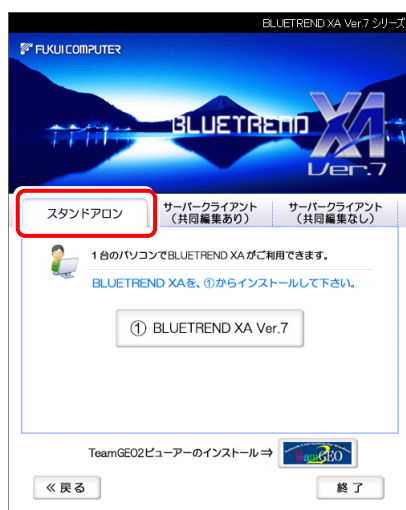 BLUETREND XA Ver.7 シリーズ
FUKUI COMPUTER
BLUETREND XA
Ver.7
スタンドアロン
サーバークライアント
（共同編集あり）
サーバークライアント
（共同編集なし）
1台のパソコンでBLUETREND XAがご利用できます。
BLUETREND XAを、①からインストールして下さい。
① BLUETREND XA Ver.7
TeamGEO2ビューアーのインストール⇒
TeamGEO
≪戻る
終了